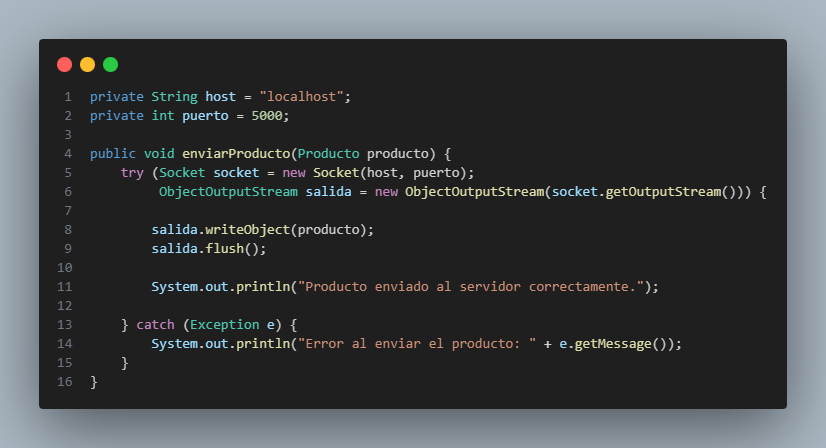 1 private String host = "localhost";
2 private int puerto = 5000;
3
4 public void enviarProducto(Producto producto) {
5     try (Socket socket = new Socket(host, puerto);
6          ObjectOutputStream salida = new ObjectOutputStream(socket.getOutputStream())) {
7
8         salida.writeObject(producto);
9         salida.flush();
10
11         System.out.println("Producto enviado al servidor correctamente.");
12
13     } catch (Exception e) {
14         System.out.println("Error al enviar el producto: " + e.getMessage());
15     }
16 }